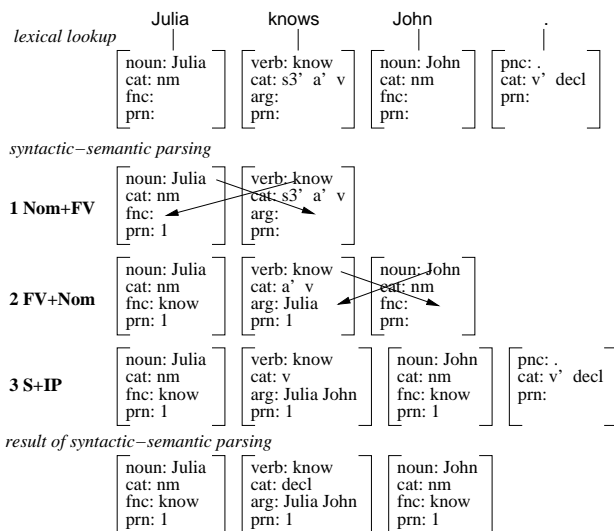 Julia knows John .
lexical lookup
noun: Julia verb: know noun: John pnc: .
cat: nm cat: s3’ a’ v cat: nm cat: v’ decl
fnc: arg: fnc: prn:
prn: prn: prn:
syntactic−semantic parsing
noun: Julia verb: know
cat: nm cat: s3’ a’ v
1 Nom+FV
fnc: arg:
prn: 1 prn:
noun: Julia verb: know noun: John
cat: nm cat: a’ v cat: nm
2 FV+Nom
fnc: know arg: Julia fnc:
prn: 1 prn: 1 prn:
noun: Julia verb: know noun: John pnc: .
cat: nm cat: v cat: nm cat: v’ decl
3 S+IP
fnc: know arg: Julia John fnc: know prn:
prn: 1 prn: 1 prn: 1
result of syntactic−semantic parsing
noun: Julia verb: know noun: John
cat: nm cat: decl cat: nm
fnc: know arg: Julia John fnc: know
prn: 1 prn: 1 prn: 1